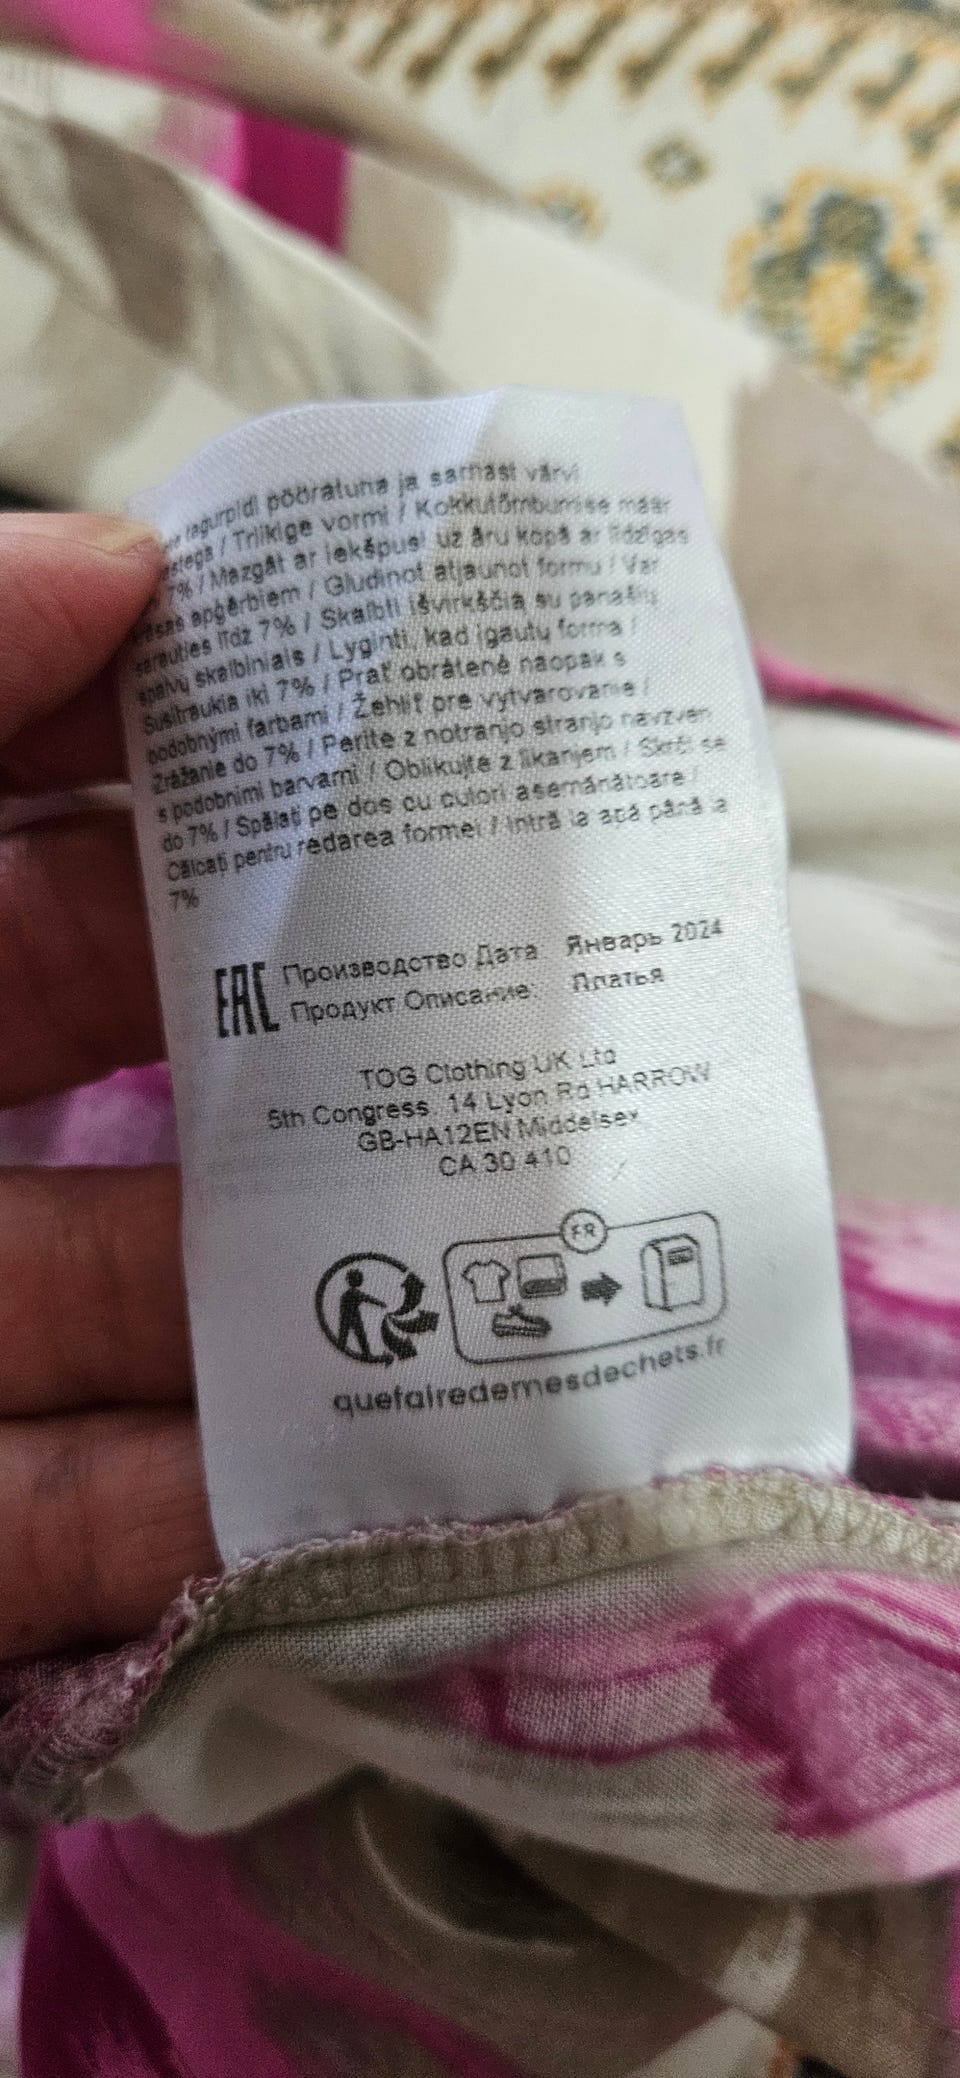 tagurpidi pööratuna ja sarnast värvi
/ Triikige vormi / Kokkutõmbumise määr
7% / Mazgāt ar iekšpusi uz āru kopā ar līdzīgas
apģērbiem / Gludinot atjaunot formu / Var
sarauties līdz 7% / Skalbti išvirkščią su panašių
spalvų skalbiniais / Lyginti, kad įgautų formą /
Susitraukia iki 7% / Prať obrátené naopak s
podobnými farbami / Žehliť pre vytvarovanie /
Zrážanie do 7% / Perite z notranjo stranjo navzven
s podobnimi barvami / Oblikujte z likanjem / Skrči se
do 7% / Spălați pe dos cu culori asemănătoare /
Călcați pentru redarea formei / Intră la apă până la
7%
EAC Производство Дата: Январь 2024
Продукт Описание: Платья
TOG Clothing UK Ltd
5th Congress, 14 Lyon Rd HARROW
GB-HA12EN Middelsex
CA 30 410
FR
quefairedemesdechets.fr